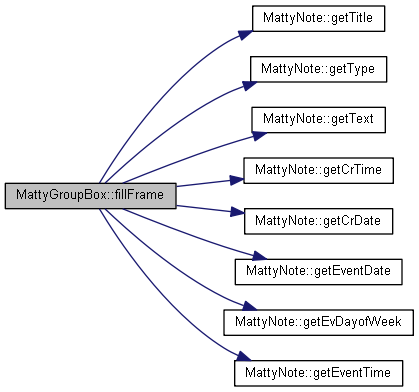 MattyNote::getTitle
MattyNote::getType
MattyNote::getText
MattyNote::getCrTime
MattyGroupBox::fillFrame
MattyNote::getCrDate
MattyNote::getEventDate
MattyNote::getEvDayofWeek
MattyNote::getEventTime